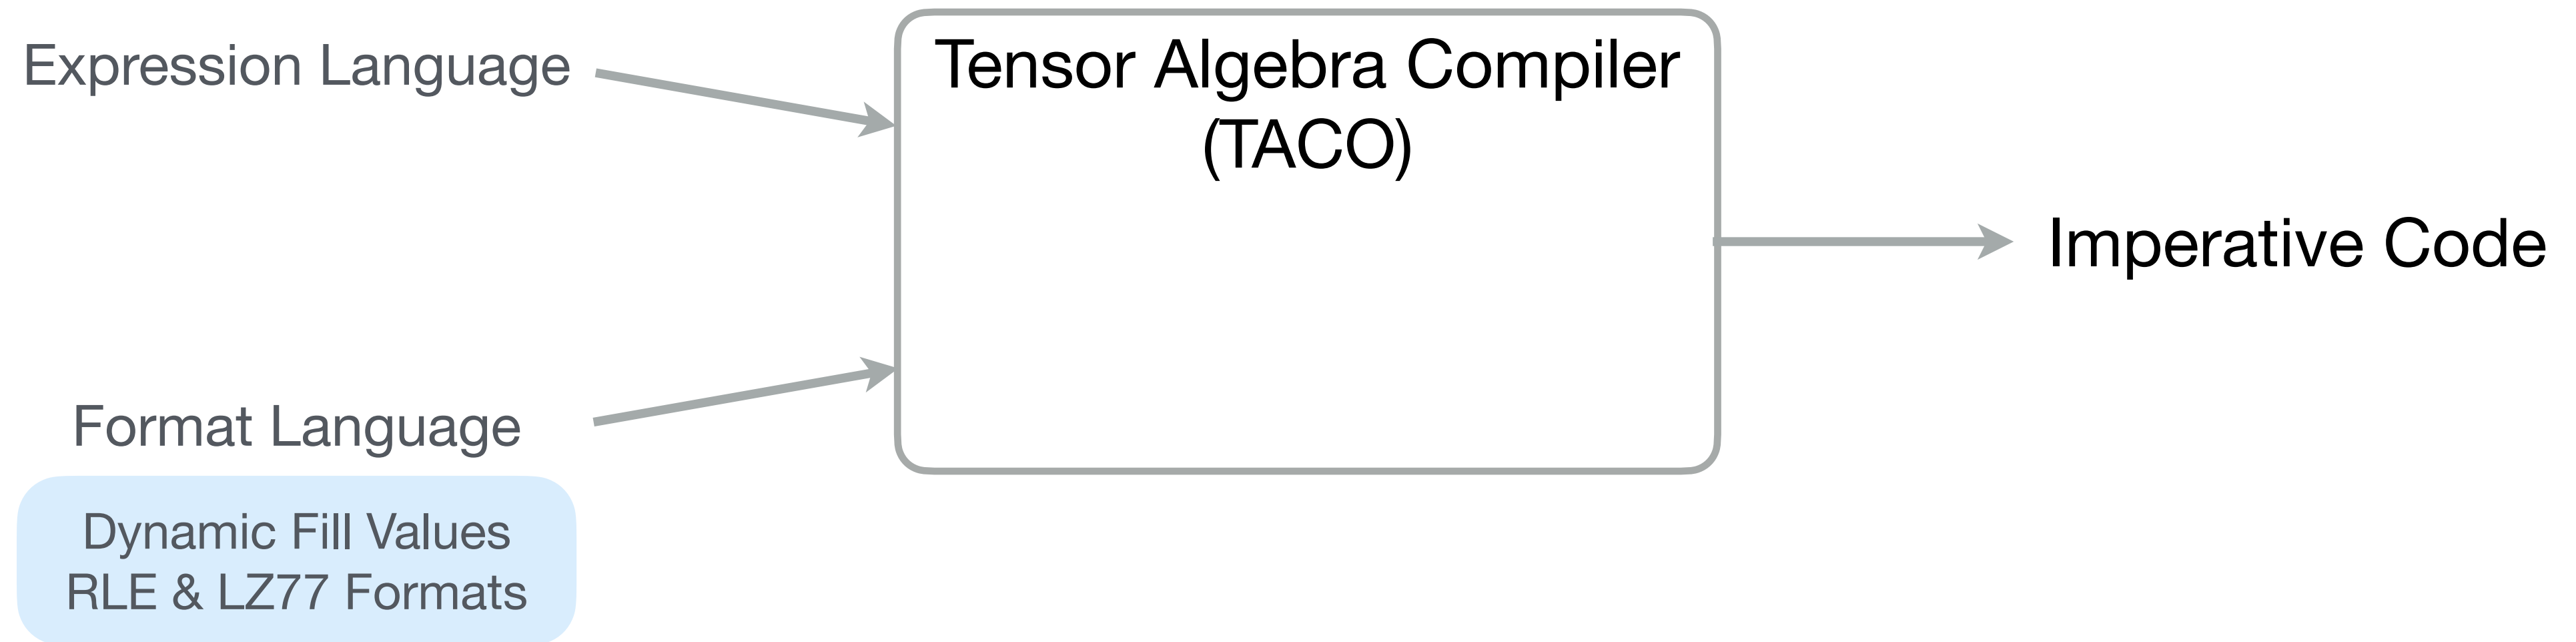 Expression Language
Tensor Algebra Compiler
(TACO)
Imperative Code
Format Language
Dynamic Fill Values
RLE & LZ77 Formats